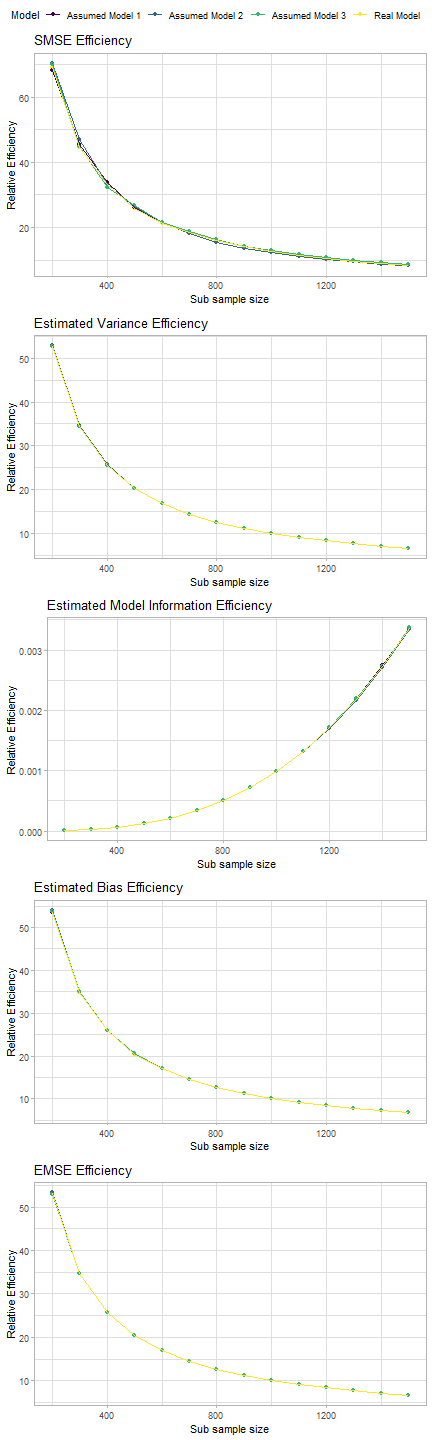 Model Assumed Model 1 Assumed Model 2 Assumed Model 3 Real Model
SMSE Efficiency
Relative Efficiency
60
40
20
400 800 1200
Sub sample size
Estimated Variance Efficiency
Relative Efficiency
50
40
30
20
10
400 800 1200
Sub sample size
Estimated Model Information Efficiency
Relative Efficiency
0.003
0.002
0.001
0.000
400 800 1200
Sub sample size
Estimated Bias Efficiency
Relative Efficiency
50
40
30
20
10
400 800 1200
Sub sample size
EMSE Efficiency
Relative Efficiency
50
40
30
20
10
400 800 1200
Sub sample size